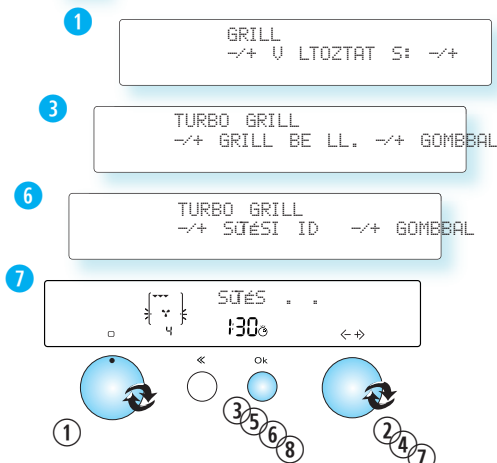 1
GRILL
-/+ V LTOZTAT S: -/+
3
TURBO GRILL
-/+ GRILL BE LL. -/+ GOMBBAL
6
TURBO GRILL
-/+ SÜTÉSI ID -/+ GOMBBAL
7
SÜTÉS . .
4 1:30
≪ Ok <- +>
1 3 5 6 8 2 4 7